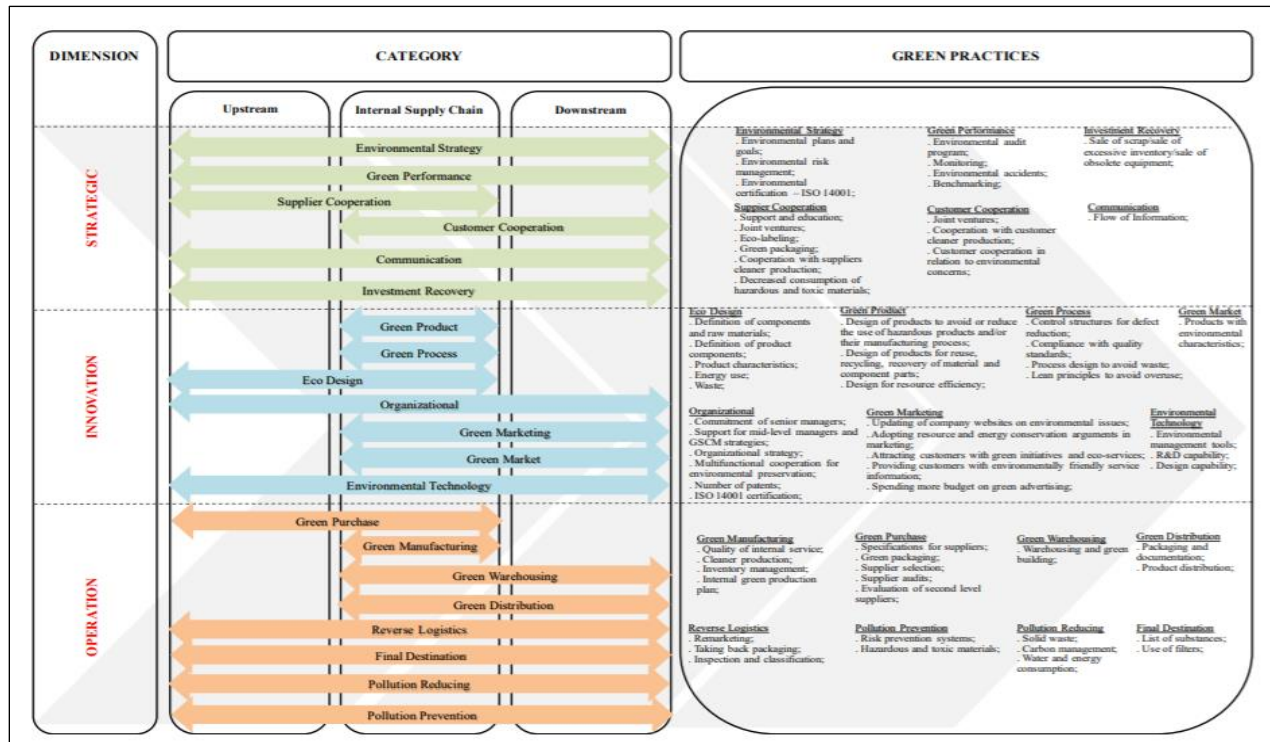 DIMENSION
CATEGORY
GREEN PRACTICES
Upstream
Internal Supply Chain
Downstream
STRATEGIC
Environmental Strategy
Green Performance
Supplier Cooperation
Customer Cooperation
Communication
Investment Recovery
Environmental Strategy
. Environmental plans and
goals;
. Environmental risk
management;
. Environmental
certification – ISO 14001;
Green Performance
. Environmental audit
program;
. Monitoring;
. Environmental accidents;
. Benchmarking;
Investment Recovery
. Sale of scrap/sale of
excessive inventory/sale of
obsolete equipment;
Suppier Cooperation
. Support and education;
. Joint ventures;
. Eco-labeling;
. Green packaging;
. Cooperation with suppliers
cleaner production;
. Decreased consumption of
hazardous and toxic materials;
Customer Cooperation
. Joint ventures;
. Cooperation with customer
cleaner production;
. Customer cooperation in
relation to environmental
concerns;
Communication
. Flow of Information;
INNOVATION
Green Product
Green Process
Eco Design
Organizational
Green Marketing
Green Market
Environmental Technology
Eco Design
. Definition of components
and raw materials;
. Definition of product
components;
. Product characteristics;
. Energy use;
. Waste;
Green Product
. Design of products to avoid or reduce
the use of hazardous products and/or
their manufacturing process;
. Design of products for reuse,
recycling, recovery of material and
component parts;
. Design for resource efficiency;
Green Process
. Control structures for defect
reduction;
. Compliance with quality
standards;
. Process design to avoid waste;
. Lean principles to avoid overuse;
Green Market
. Products with
environmental
characteristics;
Organizational
. Commitment of senior managers;
. Support for mid-level managers and
GSCM strategies;
. Organizational strategy;
. Multifunctional cooperation for
environmental preservation;
. Number of patents;
. ISO 14001 certification;
Green Marketing
. Updating of company websites on environmental issues;
. Adopting resource and energy conservation arguments in
marketing;
. Attracting customers with green initiatives and eco-services;
. Providing customers with environmentally friendly service
information;
. Spending more budget on green advertising;
Environmental
Technology
. Environmental
management tools;
. R&D capability;
. Design capability;
OPERATION
Green Purchase
Green Manufacturing
Green Warehousing
Green Distribution
Reverse Logistics
Final Destination
Pollution Reducing
Pollution Prevention
Green Manufacturing
. Quality of internal service;
. Cleaner production;
. Inventory management;
. Internal green production
plan;
Green Purchase
. Specifications for suppliers;
. Green packaging;
. Supplier selection;
. Supplier audits;
. Evaluation of second level
suppliers;
Green Warehousing
. Warehousing and green
building;
Green Distribution
. Packaging and
documentation;
. Product distribution;
Reverse Logistics
. Remarketing;
. Taking back packaging;
. Inspection and classification;
Pollution Prevention
. Risk prevention systems;
. Hazardous and toxic materials;
Pollution Reducing
. Solid waste;
. Carbon management;
. Water and energy
consumption;
Final Destination
. List of substances;
. Use of filters;